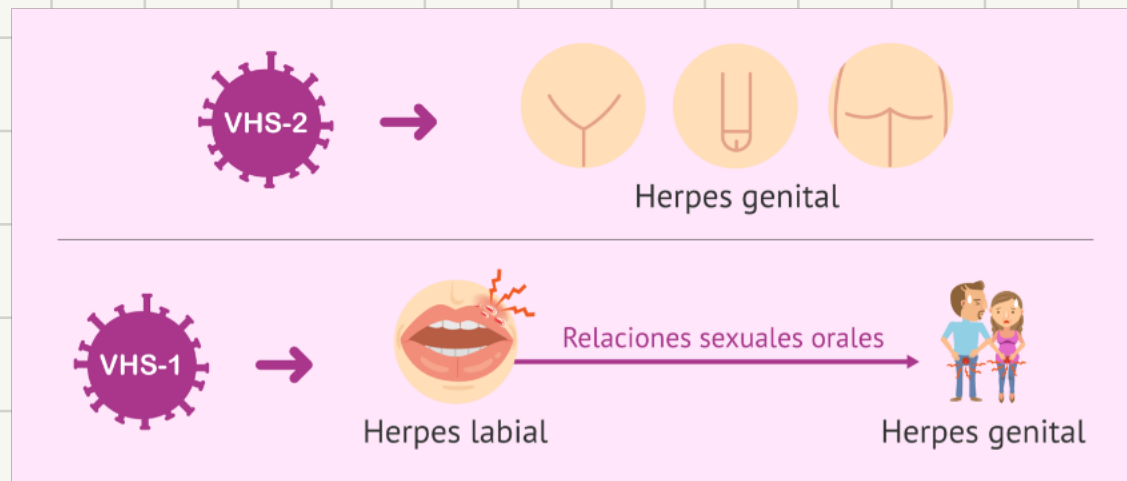 VHS-2
Herpes genital
VHS-1
Relaciones sexuales orales
Herpes labial
Herpes genital